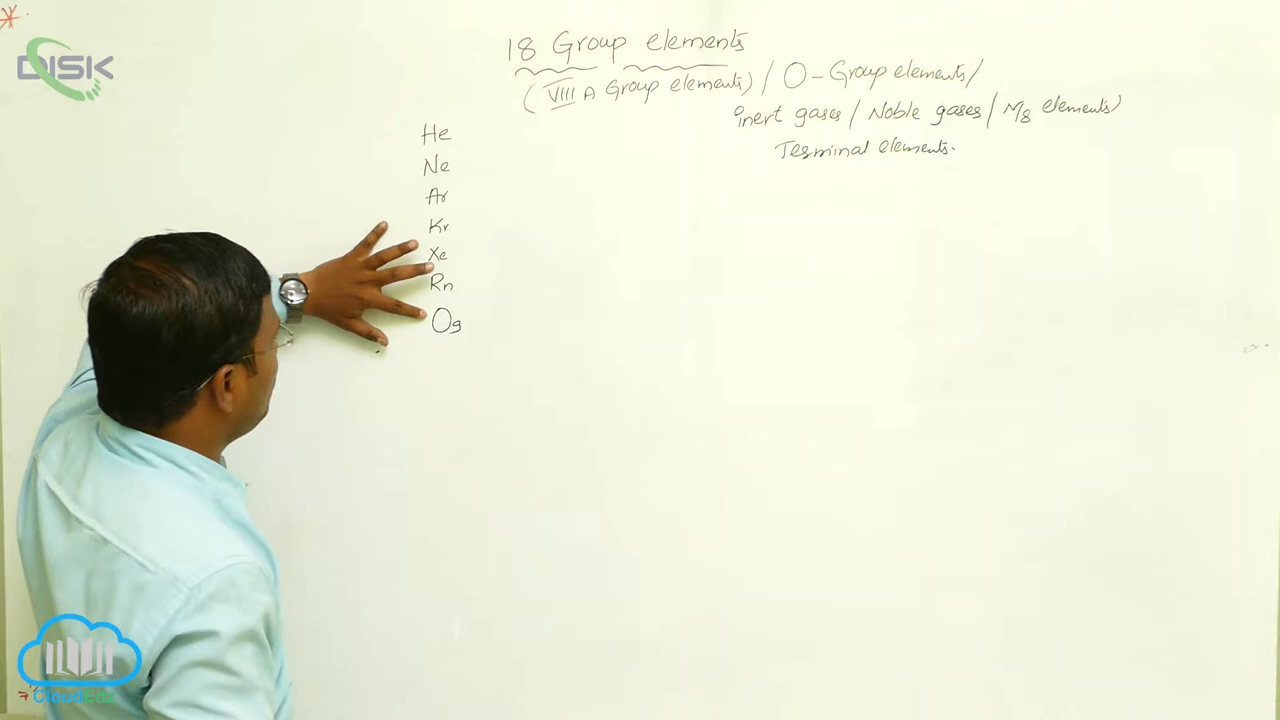 DISK
18 Group elements
(VIII A Group elements) / O - Group elements /
inert gases / Noble gases / M8 elements
Terminal elements.
He
Ne
Ar
Kr
Xe
Rn
Og
CloudEdz